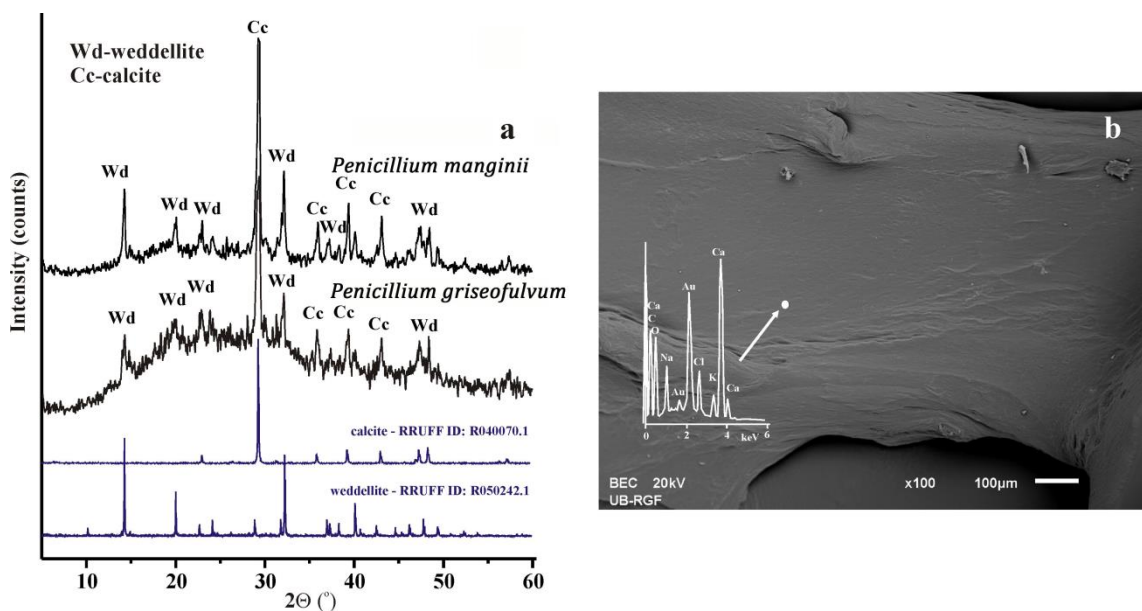 Wd-weddellite
Cc-calcite
a
Cc
Penicillium manginii
Wd
Wd
Wd
Wd
Cc
Wd
Cc
Cc
Wd
Penicillium griseofulvum
Wd
Wd
Wd
Wd
Cc
Cc
Cc
Wd
calcite - RRUFF ID: R040070.1
weddellite - RRUFF ID: R050242.1
Intensity (counts)
10 20 30 40 50 60
2Θ (°)
b
Ca
C
O
Na
Au
Au
Cl
K
Ca
Ca
0 2 4 6
keV
BEC 20kV x100 100µm
UB-RGF